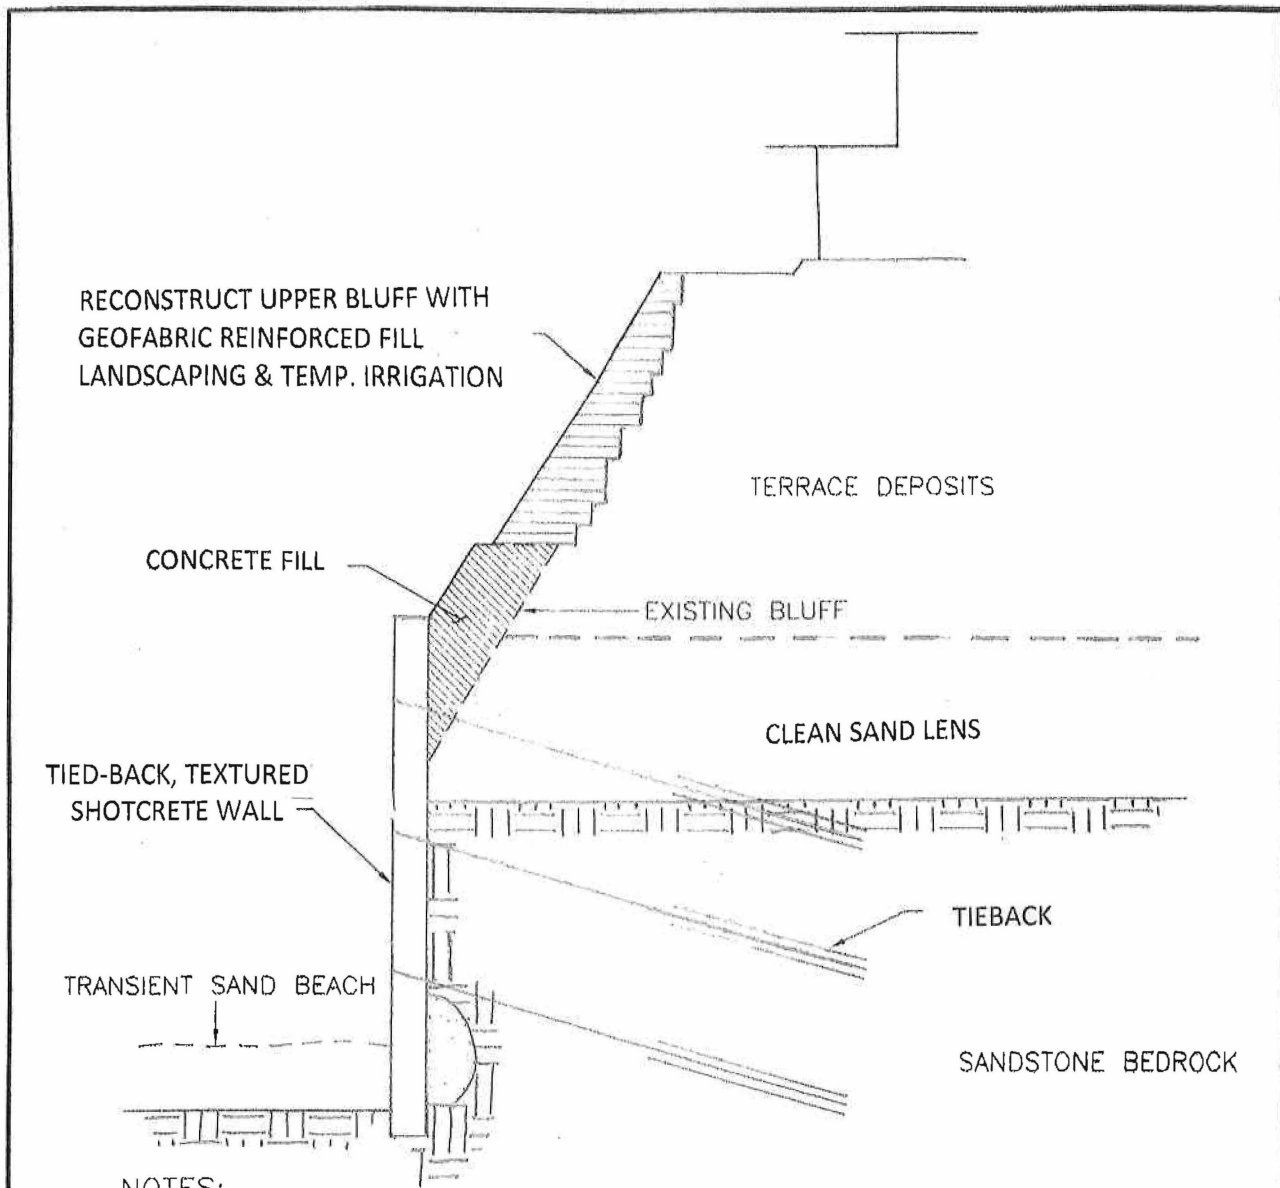 RECONSTRUCT UPPER BLUFF WITH
GEOFABRIC REINFORCED FILL
LANDSCAPING & TEMP. IRRIGATION
TERRACE DEPOSITS
CONCRETE FILL
EXISTING BLUFF
CLEAN SAND LENS
TIED-BACK, TEXTURED
SHOTCRETE WALL
TIEBACK
TRANSIENT SAND BEACH
SANDSTONE BEDROCK
NOTES: